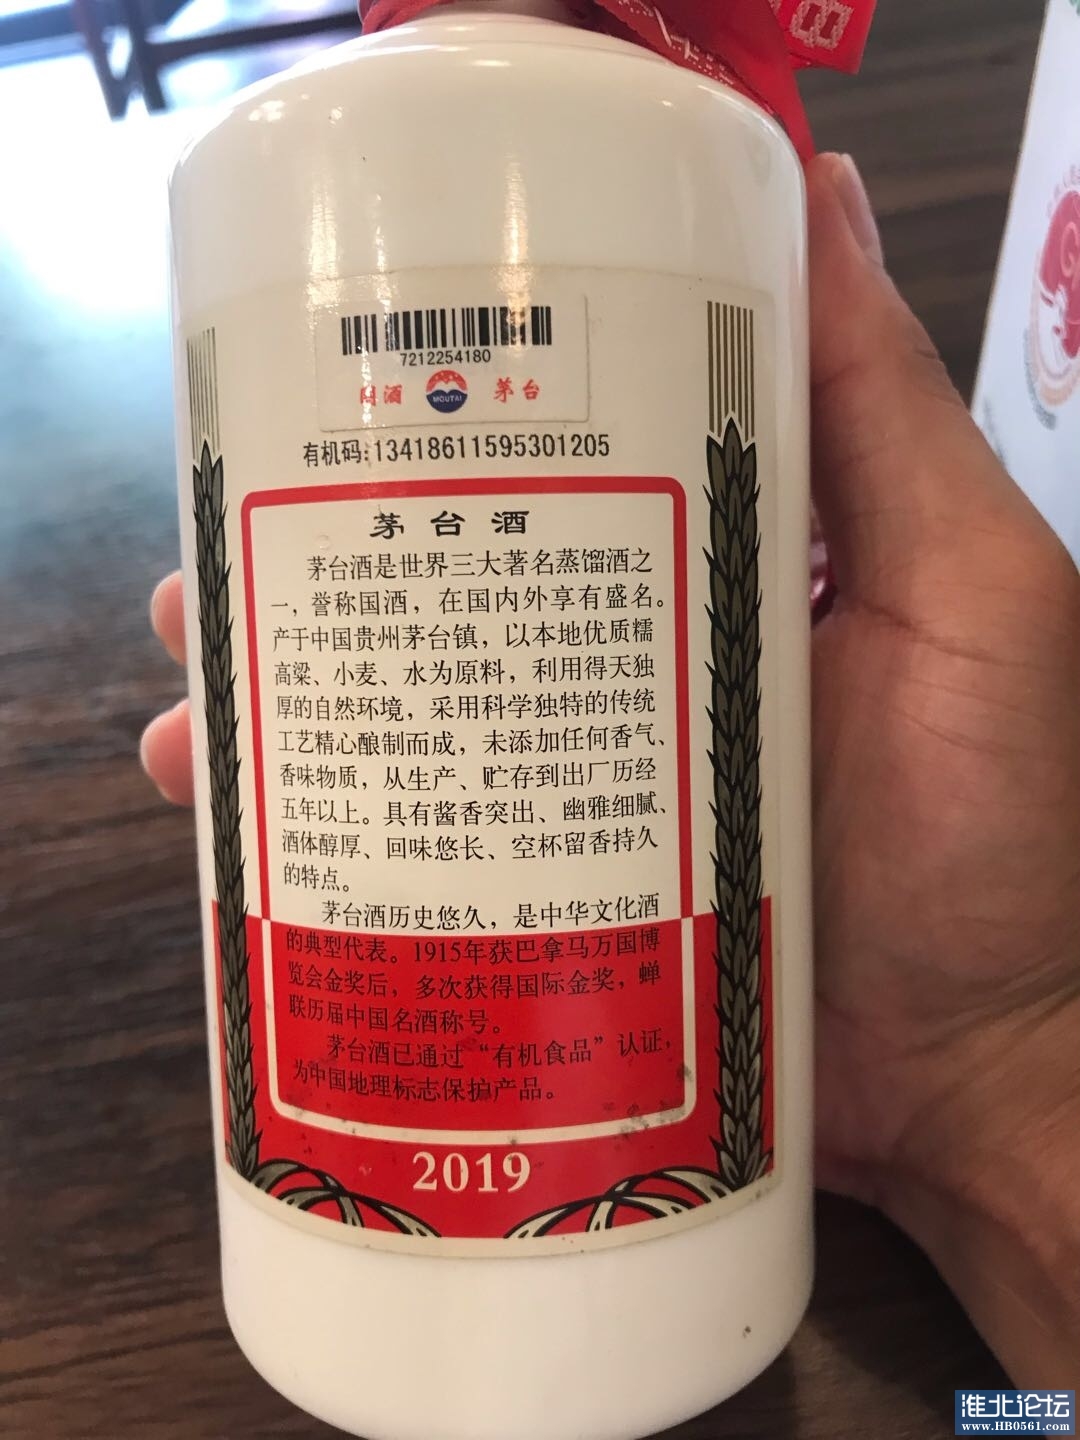 88
7212254180
国酒 MOUTAI 茅台
有机码:13418611595301205
茅台酒
茅台酒是世界三大著名蒸馏酒之
一，誉称国酒，在国内外享有盛名。
产于中国贵州茅台镇，以本地优质糯
高粱、小麦、水为原料，利用得天独
厚的自然环境，采用科学独特的传统
工艺精心酿制而成，未添加任何香气、
香味物质，从生产、贮存到出厂历经
五年以上。具有酱香突出、幽雅细腻、
酒体醇厚、回味悠长、空杯留香持久
的特点。
茅台酒历史悠久，是中华文化酒
的典型代表。1915年获巴拿马万国博
览会金奖后，多次获得国际金奖，蝉
联历届中国名酒称号。
茅台酒已通过“有机食品”认证，
为中国地理标志保护产品。
2019
淮北论坛
www.HB0561.com